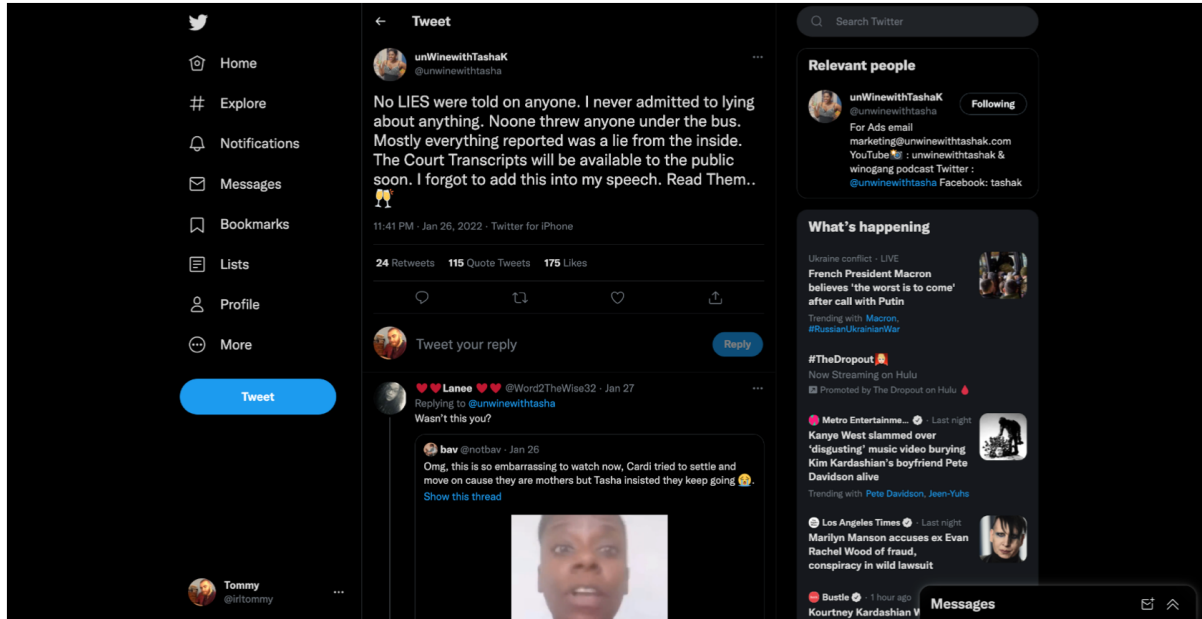 Home
Explore
Notifications
Messages
Bookmarks
Lists
Profile
More
Tweet
Tommy
@irltommy
Tweet
unWinewithTashaK
@unwinewithtasha
No LIES were told on anyone. I never admitted to lying
about anything. Noone threw anyone under the bus.
Mostly everything reported was a lie from the inside.
The Court Transcripts will be available to the public
soon. I forgot to add this into my speech. Read Them..
🥂
11:41 PM · Jan 26, 2022 · Twitter for iPhone
24 Retweets 115 Quote Tweets 175 Likes
Tweet your reply
Reply
❤️❤️Lanee ❤️❤️ @Word2TheWise32 · Jan 27
Replying to @unwinewithtasha
Wasn't this you?
bav @notbav · Jan 26
Omg, this is so embarrassing to watch now, Cardi tried to settle and
move on cause they are mothers but Tasha insisted they keep going 😭.
Show this thread
Search Twitter
Relevant people
unWinewithTashaK
@unwinewithtasha
Following
For Ads email
marketing@unwinewithtashak.com
YouTube📸 : unwinewithtashak &
winogang podcast Twitter :
@unwinewithtasha Facebook: tashak
What's happening
Ukraine conflict · LIVE
French President Macron
believes 'the worst is to come'
after call with Putin
Trending with Macron,
#RussianUkrainianWar
#TheDropout
Now Streaming on Hulu
Promoted by The Dropout on Hulu 🩸
Metro Entertainme... · Last night
Kanye West slammed over
'disgusting' music video burying
Kim Kardashian's boyfriend Pete
Davidson alive
Trending with Pete Davidson, Jeen-Yuhs
Los Angeles Times · Last night
Marilyn Manson accuses ex Evan
Rachel Wood of fraud,
conspiracy in wild lawsuit
Bustle · 1 hour ago
Kourtney Kardashian
Messages